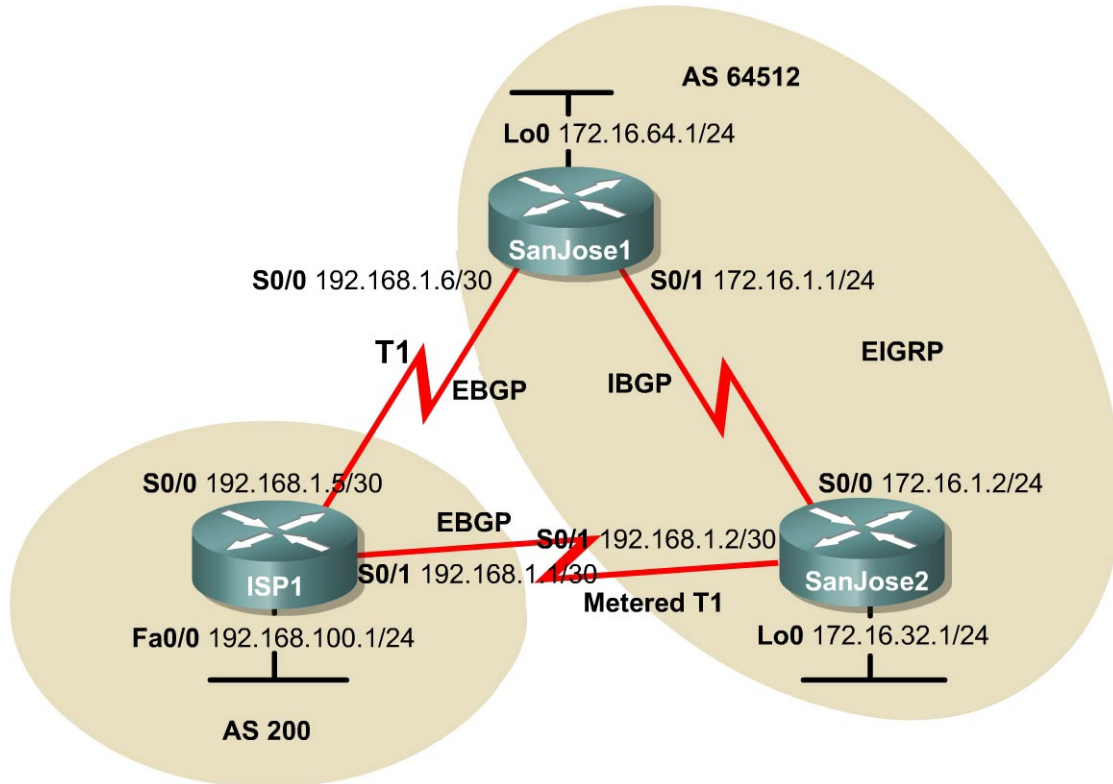 AS 64512
Lo0 172.16.64.1/24
SanJose1
S0/0 192.168.1.6/30
S0/1 172.16.1.1/24
T1
EIGRP
EBGP
IBGP
S0/0 192.168.1.5/30
S0/0 172.16.1.2/24
EBGP
S0/1 192.168.1.2/30
ISP1
S0/1 192.168.1.1/30
SanJose2
Metered T1
Fa0/0 192.168.100.1/24
Lo0 172.16.32.1/24
AS 200